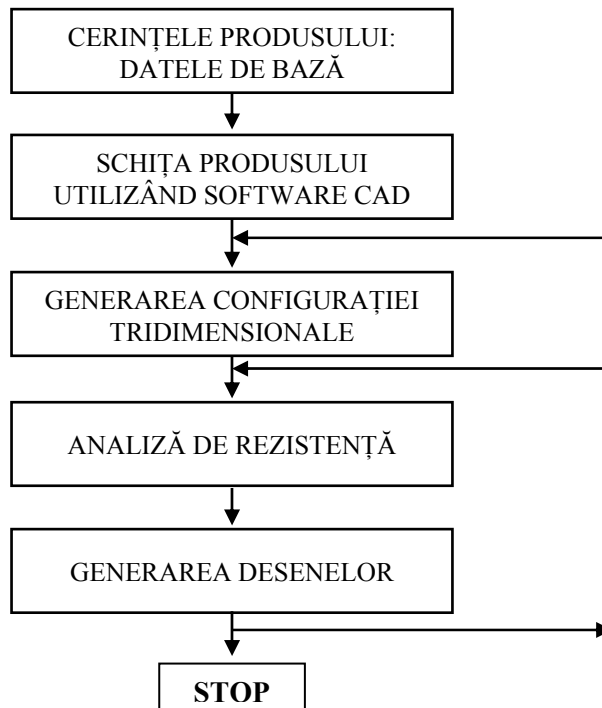 CERINȚELE PRODUSULUI:
DATELE DE BAZĂ
SCHIȚA PRODUSULUI
UTILIZÂND SOFTWARE CAD
GENERAREA CONFIGURAȚIEI
TRIDIMENSIONALE
ANALIZĂ DE REZISTENȚĂ
GENERAREA DESENELOR
STOP